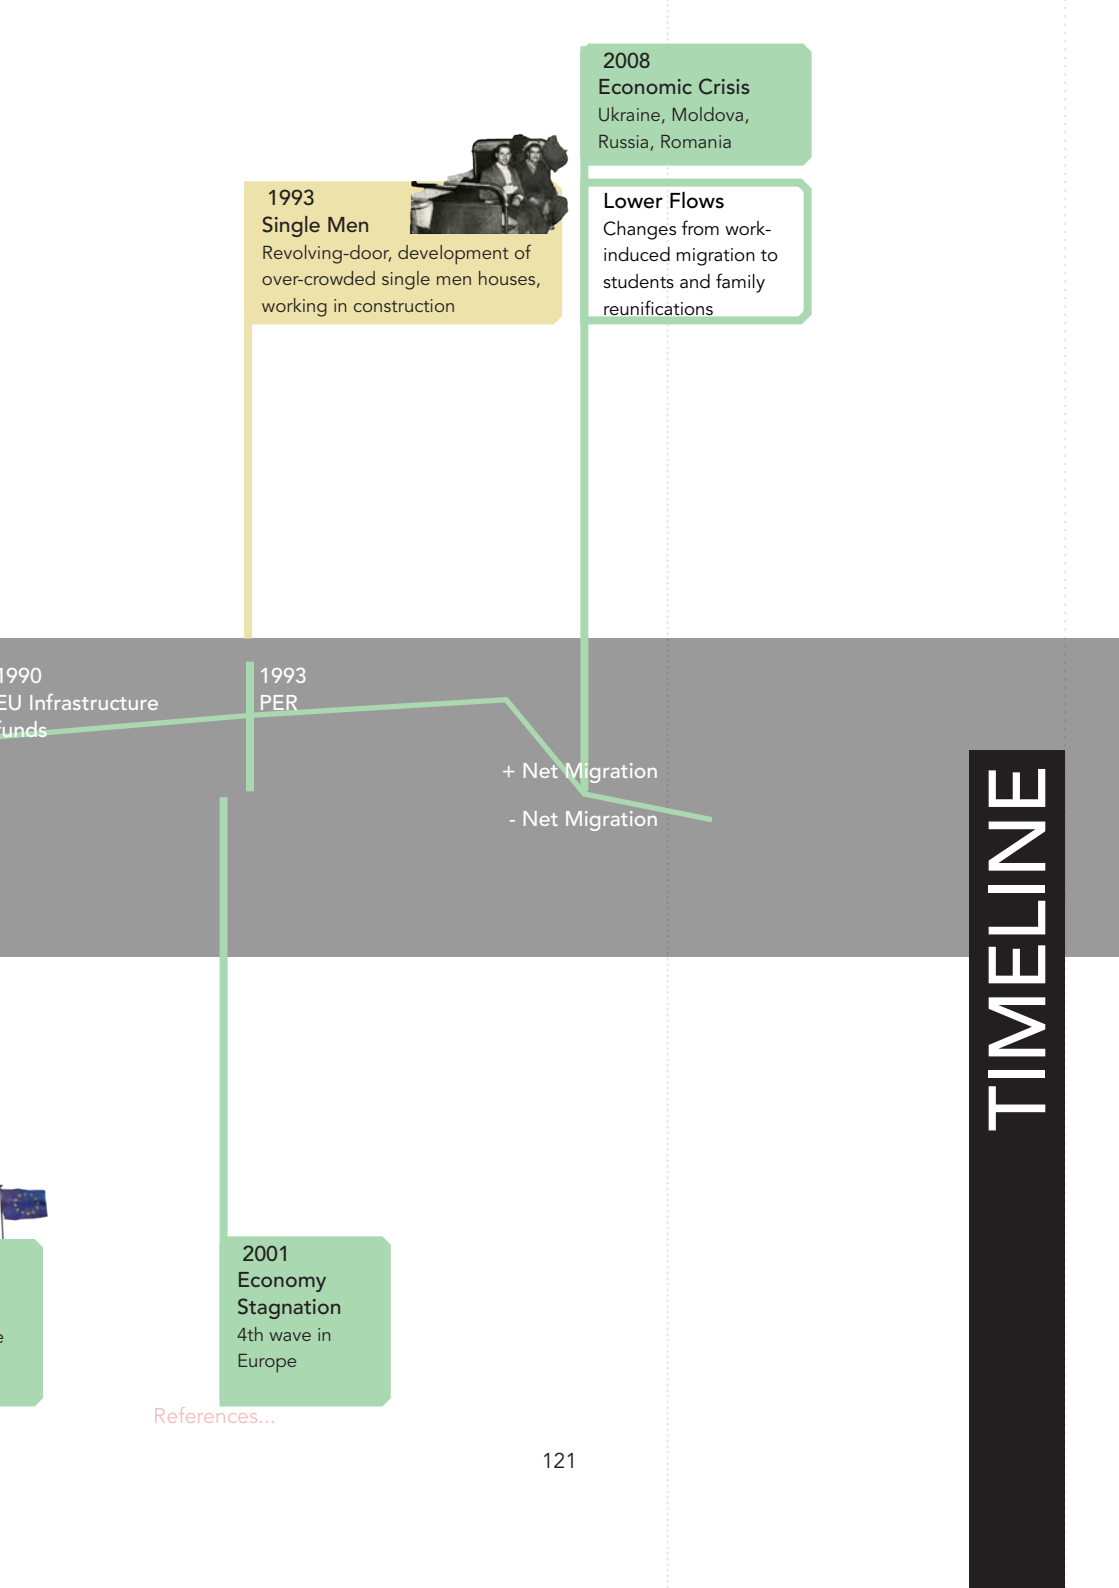 2008
Economic Crisis
Ukraine, Moldova,
Russia, Romania
1993
Single Men
Revolving-door, development of
over-crowded single men houses,
working in construction
Lower Flows
Changes from work-
induced migration to
students and family
reunifications
1990
EU Infrastructure
funds
1993
PER
+ Net Migration
- Net Migration
TIMELINE
2001
Economy
Stagnation
4th wave in
Europe
e
References...
121